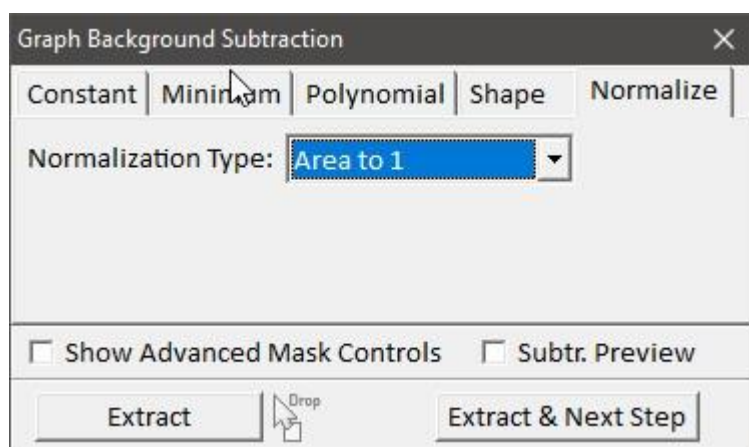 Graph Background Subtraction
Constant Minimum Polynomial Shape Normalize
Normalization Type: Area to 1
Show Advanced Mask Controls Subtr. Preview
Extract Drop Extract & Next Step